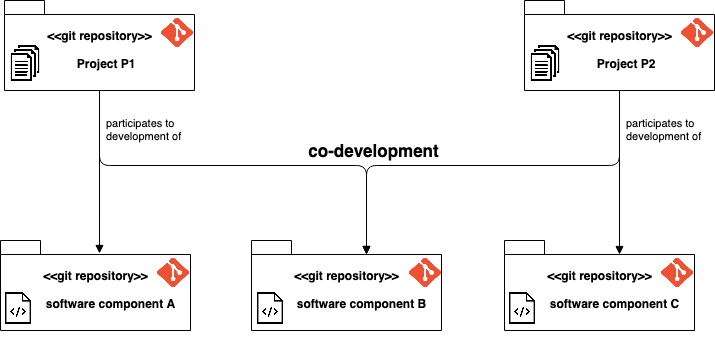 <<git repository>>
Project P1
<<git repository>>
Project P2
participates to
development of
participates to
development of
co-development
<<git repository>>
software component A
<<git repository>>
software component B
<<git repository>>
software component C